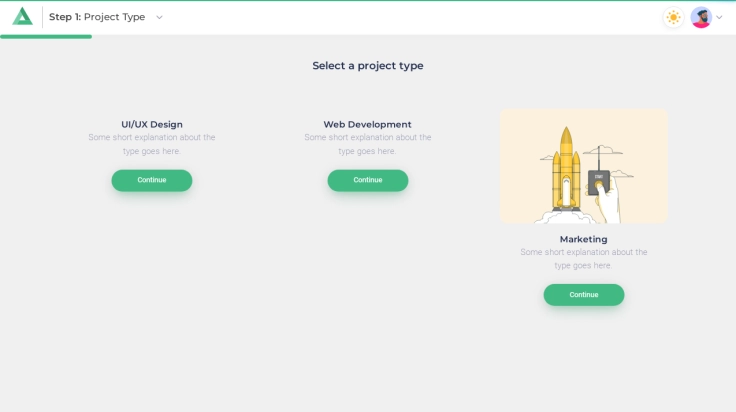 Step 1: Project Type
Select a project type
UI/UX Design
Some short explanation about the
type goes here.
Continue
Web Development
Some short explanation about the
type goes here.
Continue
Marketing
Some short explanation about the
type goes here.
Continue